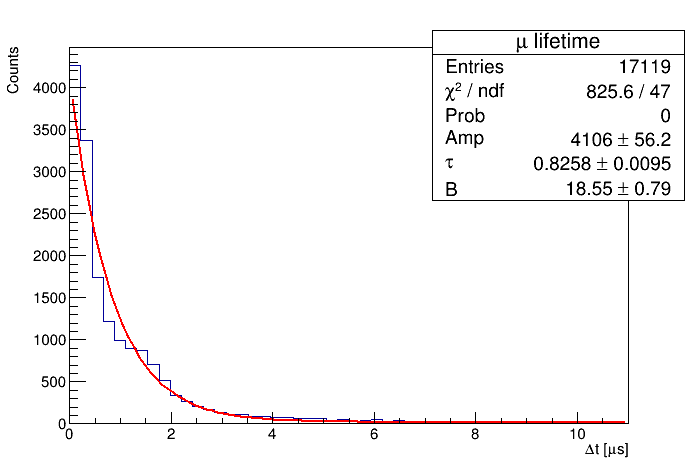 μ lifetime
Entries 17119
χ² / ndf 825.6 / 47
Prob 0
Amp 4106 ± 56.2
τ 0.8258 ± 0.0095
B 18.55 ± 0.79
Counts
4000
3500
3000
2500
2000
1500
1000
500
0
0 2 4 6 8 10
Δt [μs]